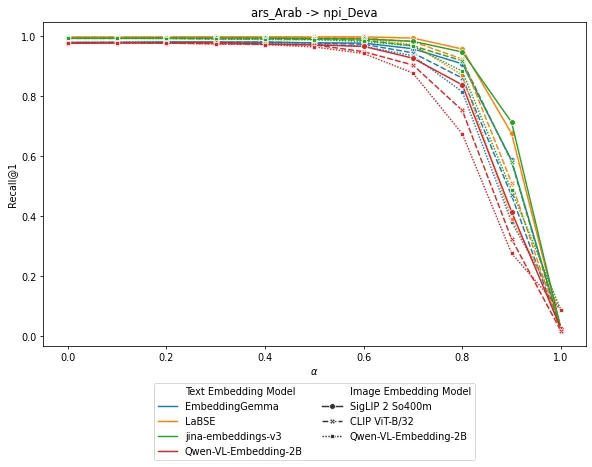 ars_Arab -> npi_Deva
1.0
0.8
0.6
0.4
0.2
0.0
Recall@1
0.0 0.2 0.4 0.6 0.8 1.0
α
Text Embedding Model
EmbeddingGemma
LaBSE
jina-embeddings-v3
Qwen-VL-Embedding-2B
Image Embedding Model
SigLIP 2 So400m
CLIP ViT-B/32
Qwen-VL-Embedding-2B